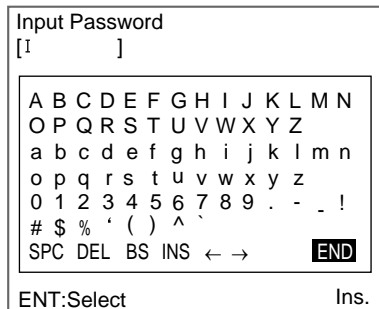 Input Password
[I ]
A B C D E F G H I J K L M N
O P Q R S T U V W X Y Z
a b c d e f g h i j k l m n
o p q r s t u v w x y z
0 1 2 3 4 5 6 7 8 9 . - _ !
# $ % ‘ ( ) ^ `
SPC DEL BS INS ← → END
ENT:Select Ins.